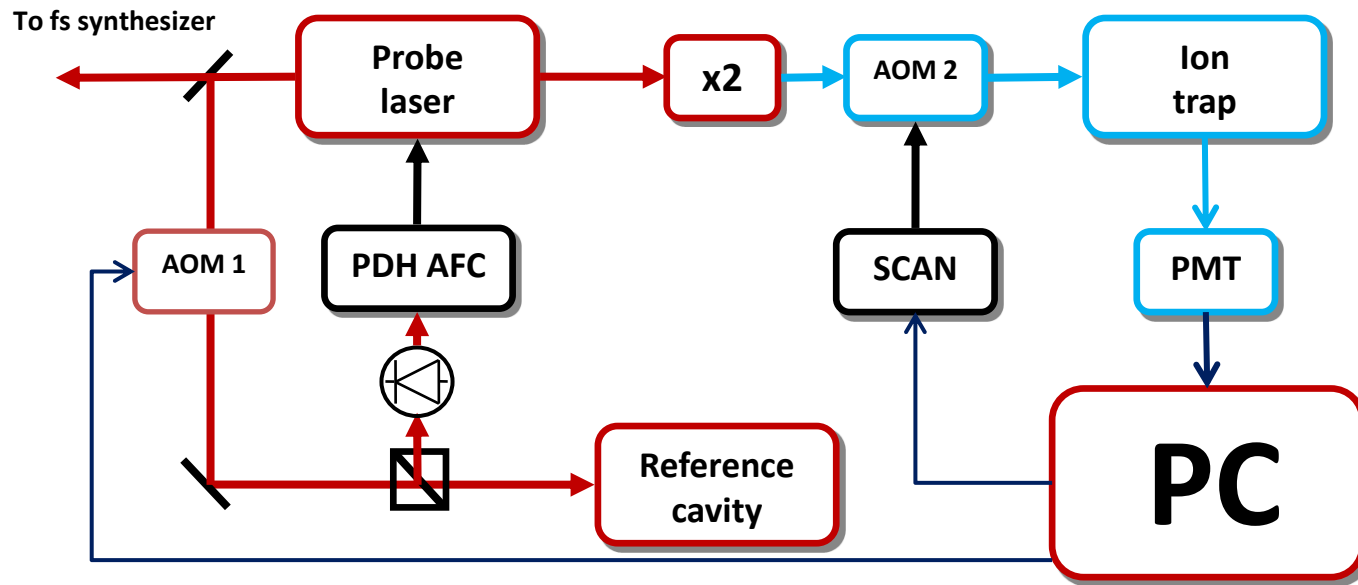 To fs synthesizer
Probe
laser
x2
AOM 2
Ion
trap
AOM 1
PDH AFC
SCAN
PMT
Reference
cavity
PC